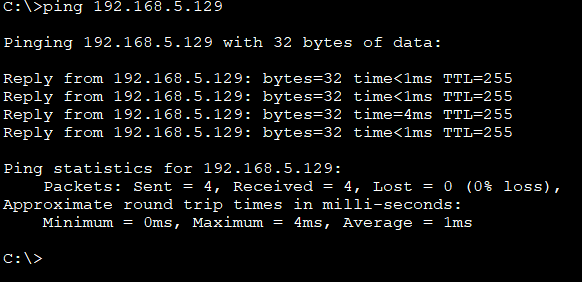 C:\>ping 192.168.5.129
Pinging 192.168.5.129 with 32 bytes of data:
Reply from 192.168.5.129: bytes=32 time<1ms TTL=255
Reply from 192.168.5.129: bytes=32 time<1ms TTL=255
Reply from 192.168.5.129: bytes=32 time=4ms TTL=255
Reply from 192.168.5.129: bytes=32 time<1ms TTL=255
Ping statistics for 192.168.5.129:
    Packets: Sent = 4, Received = 4, Lost = 0 (0% loss),
Approximate round trip times in milli-seconds:
    Minimum = 0ms, Maximum = 4ms, Average = 1ms
C:\>